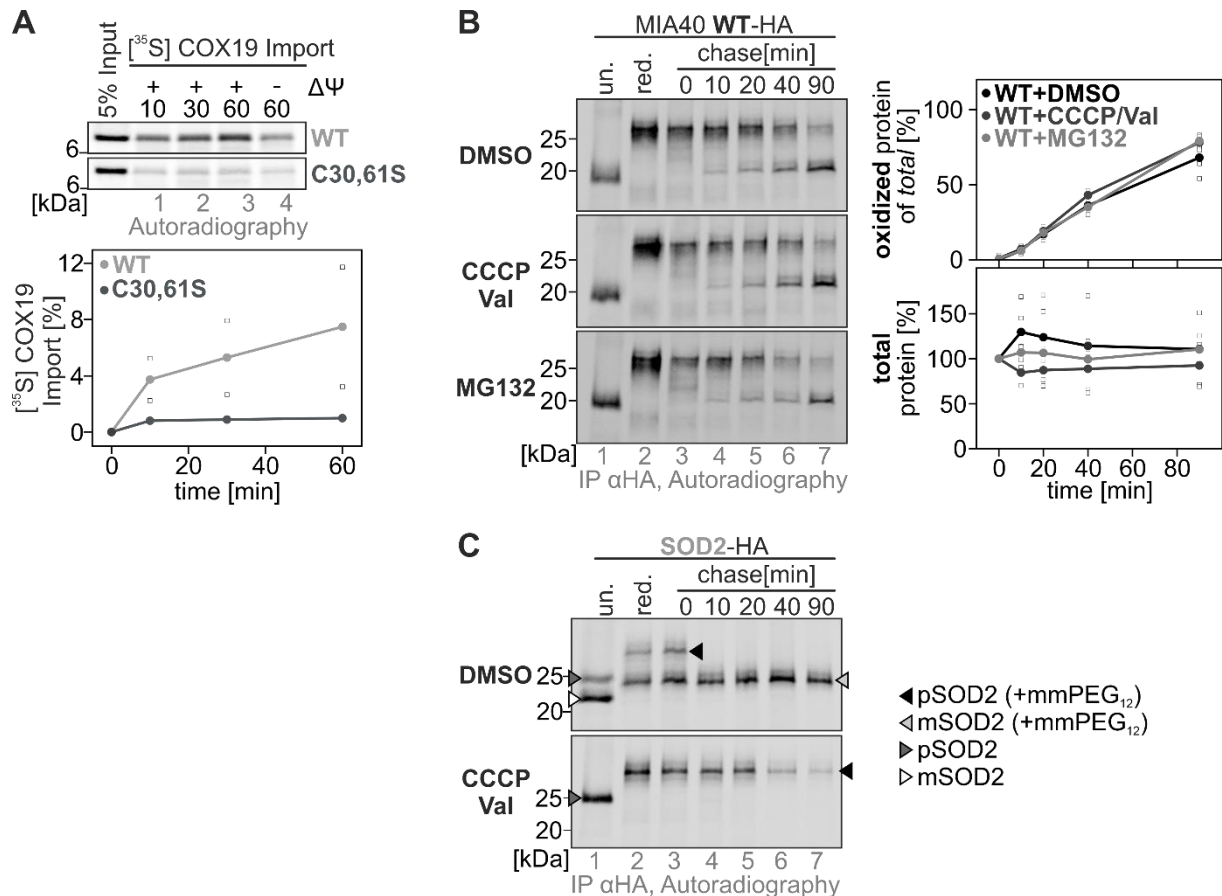 A
[³⁵S] COX19 Import
5% Input
+ + + - ΔΨ
10 30 60 60
6 WT
6 C30,61S
[kDa] 1 2 3 4
Autoradiography
[³⁵S] COX19 Import [%]
12
8
4
0
WT
C30,61S
0 20 40 60
time [min]
B
MIA40 WT-HA
un. red. chase[min]
0 10 20 40 90
DMSO 25
20
CCCP Val 25
20
MG132 25
20
[kDa] 1 2 3 4 5 6 7
IP αHA, Autoradiography
oxidized protein of total [%]
100
50
0
WT+DMSO
WT+CCCP/Val
WT+MG132
total protein [%]
150
100
50
0
0 20 40 60 80
time [min]
C
SOD2-HA
un. red. chase[min]
0 10 20 40 90
DMSO 25
20
CCCP Val 25
20
[kDa] 1 2 3 4 5 6 7
IP αHA, Autoradiography
pSOD2 (+mmPEG₁₂)
mSOD2 (+mmPEG₁₂)
pSOD2
mSOD2